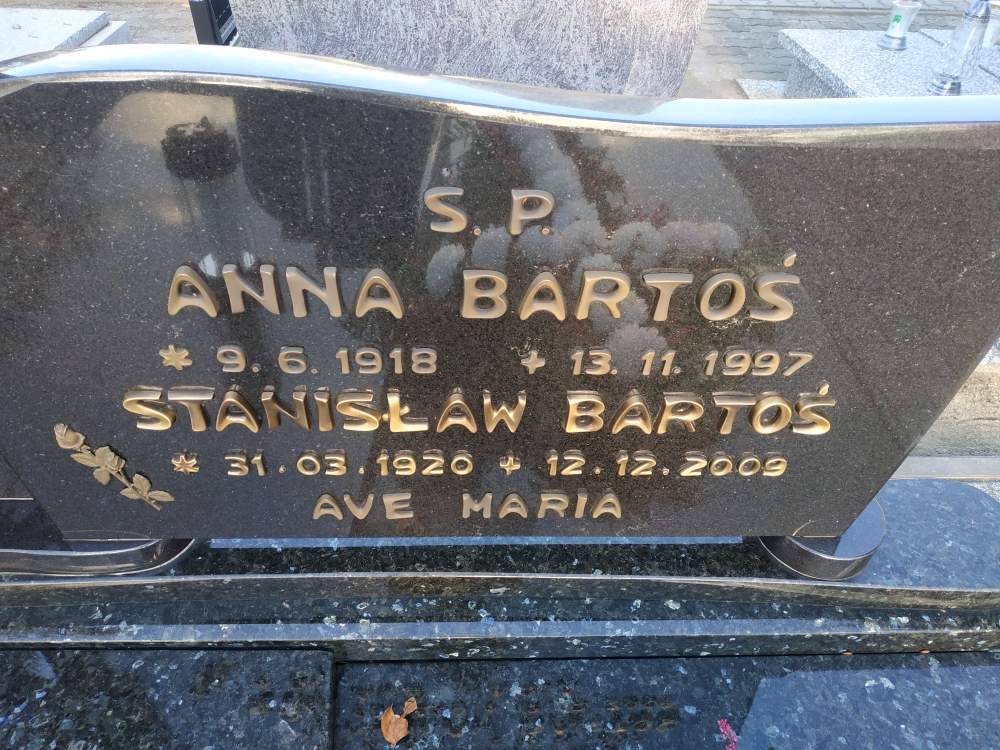 S. P.
ANNA BARTOŚ
* 9. 6. 1918 + 13. 11. 1997
STANISŁAW BARTOŚ
* 31. 03. 1920 + 12. 12. 2009
AVE MARIA